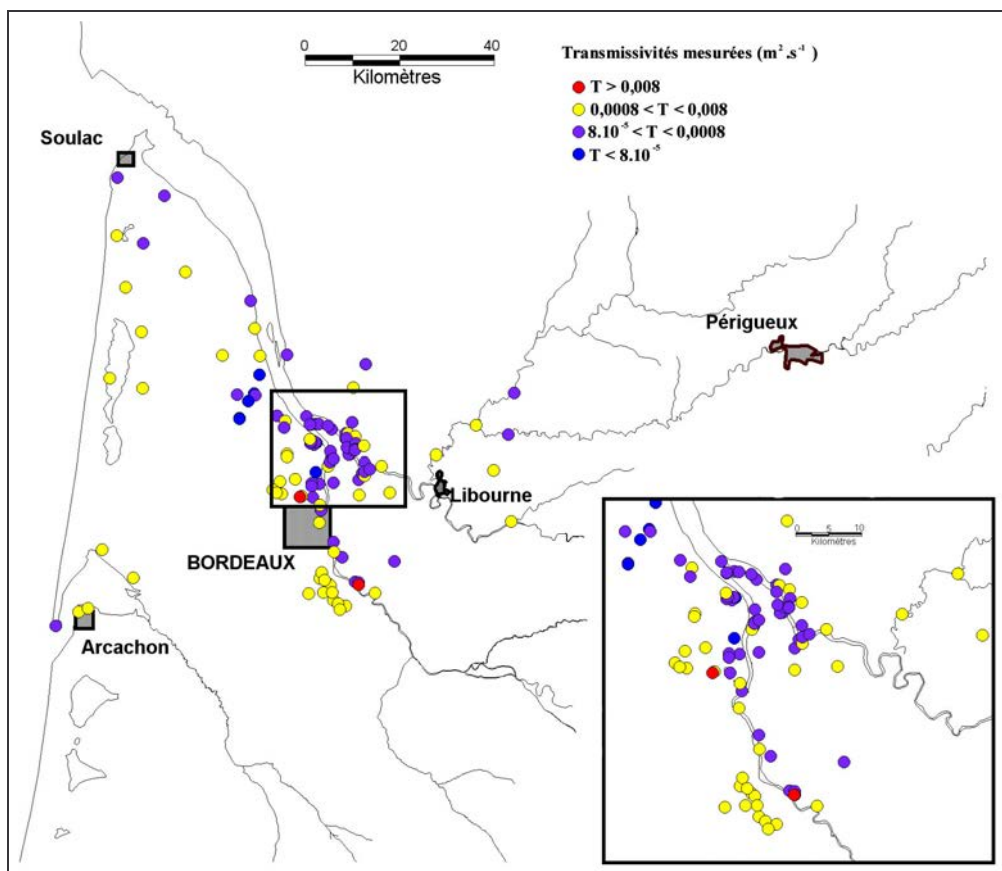 0 20 40
Kilomètres
Transmissivités mesurées (m².s⁻¹)
T > 0,008
0,0008 < T < 0,008
8.10⁻⁵ < T < 0,0008
T < 8.10⁻⁵
Soulac
Périgueux
Libourne
BORDEAUX
Arcachon
0 5 10
Kilomètres